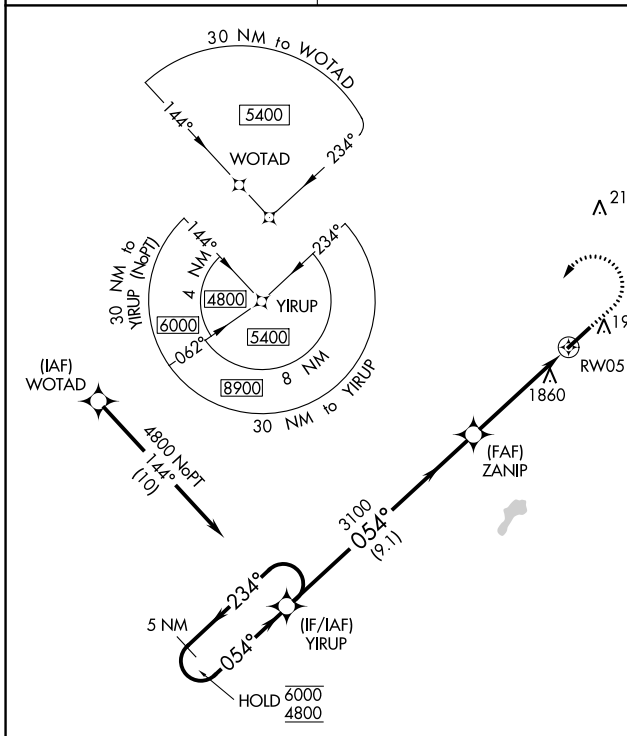 30 NM to WOTAD
5400
144°
234°
WOTAD
21
144°
234°
30 NM to
YIRUP (NoPT)
4 NM
4800
YIRUP
6000
5400
062°
8 NM
8900
30 NM to YIRUP
19
RW05
1860
(IAF)
WOTAD
4800 NoPT
144°
(10)
(FAF)
ZANIP
3100
054°
(9.1)
234°
5 NM
054°
(IF/IAF)
YIRUP
HOLD 6000
4800